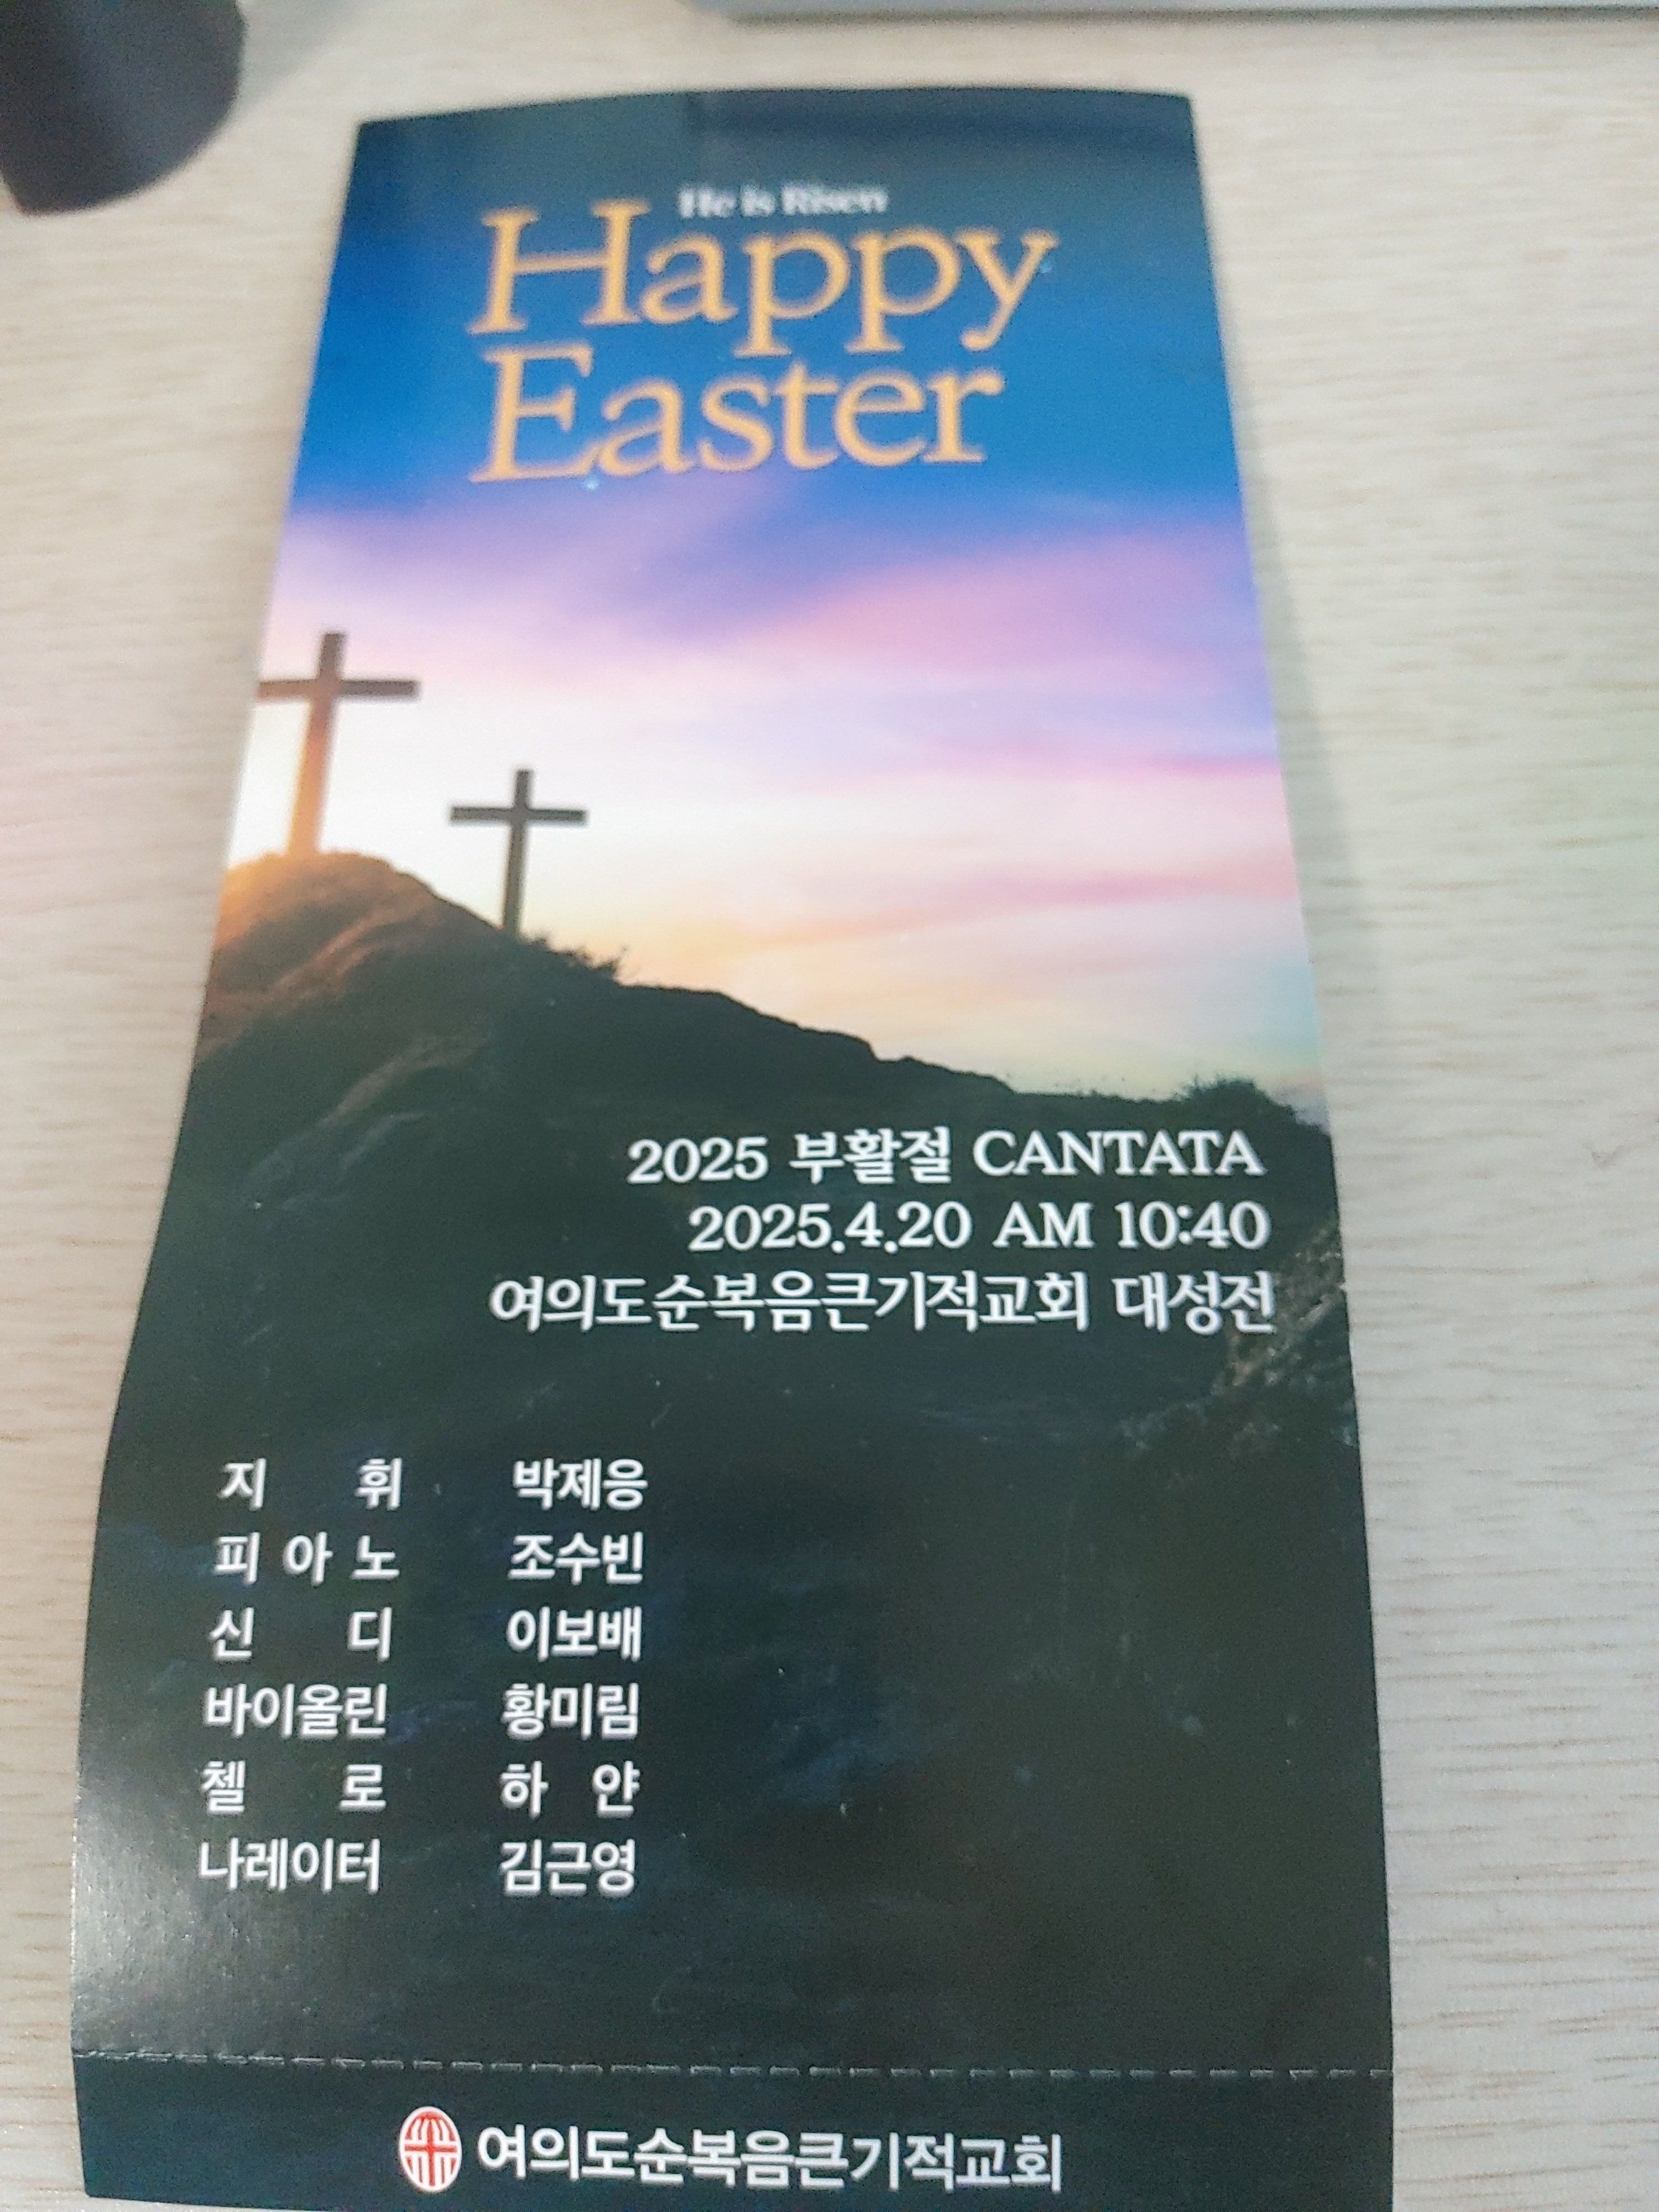 He is Risen
Happy
Easter
2025 부활절 CANTATA
2025.4.20 AM 10:40
여의도순복음큰기적교회 대성전
지 휘 박제응
피 아 노 조수빈
신 디 이보배
바이올린 황미림
첼 로 하 얀
나레이터 김근영
여의도순복음큰기적교회